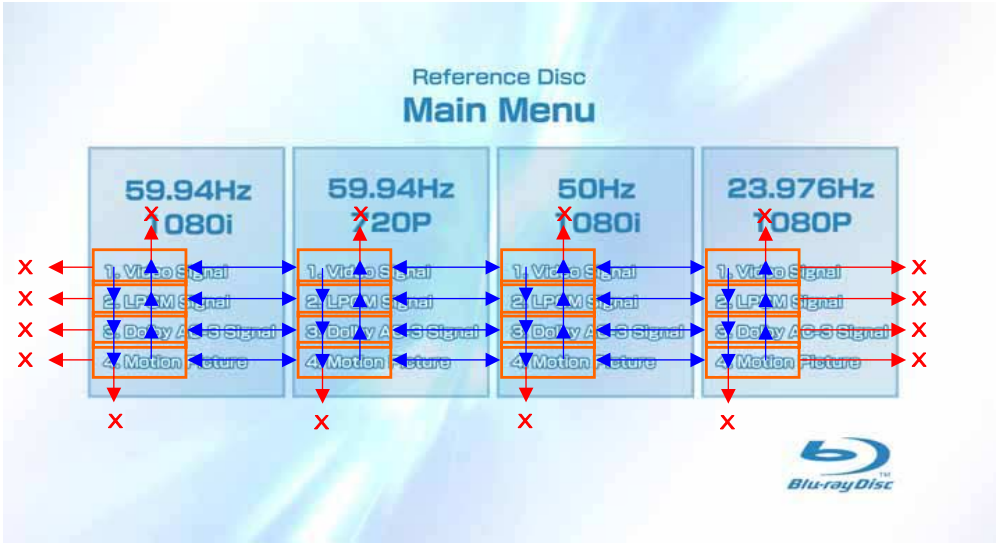 Reference Disc
Main Menu
59.94Hz
1080i
1. Video Signal
2. LPCM Signal
3. Dolby AC-3 Signal
4. Motion Picture
59.94Hz
720P
1. Video Signal
2. LPCM Signal
3. Dolby AC-3 Signal
4. Motion Picture
50Hz
1080i
1. Video Signal
2. LPCM Signal
3. Dolby AC-3 Signal
4. Motion Picture
23.976Hz
1080P
1. Video Signal
2. LPCM Signal
3. Dolby AC-3 Signal
4. Motion Picture
X X X X
X X
X X
X X
X X
X X X X
Blu-ray Disc™